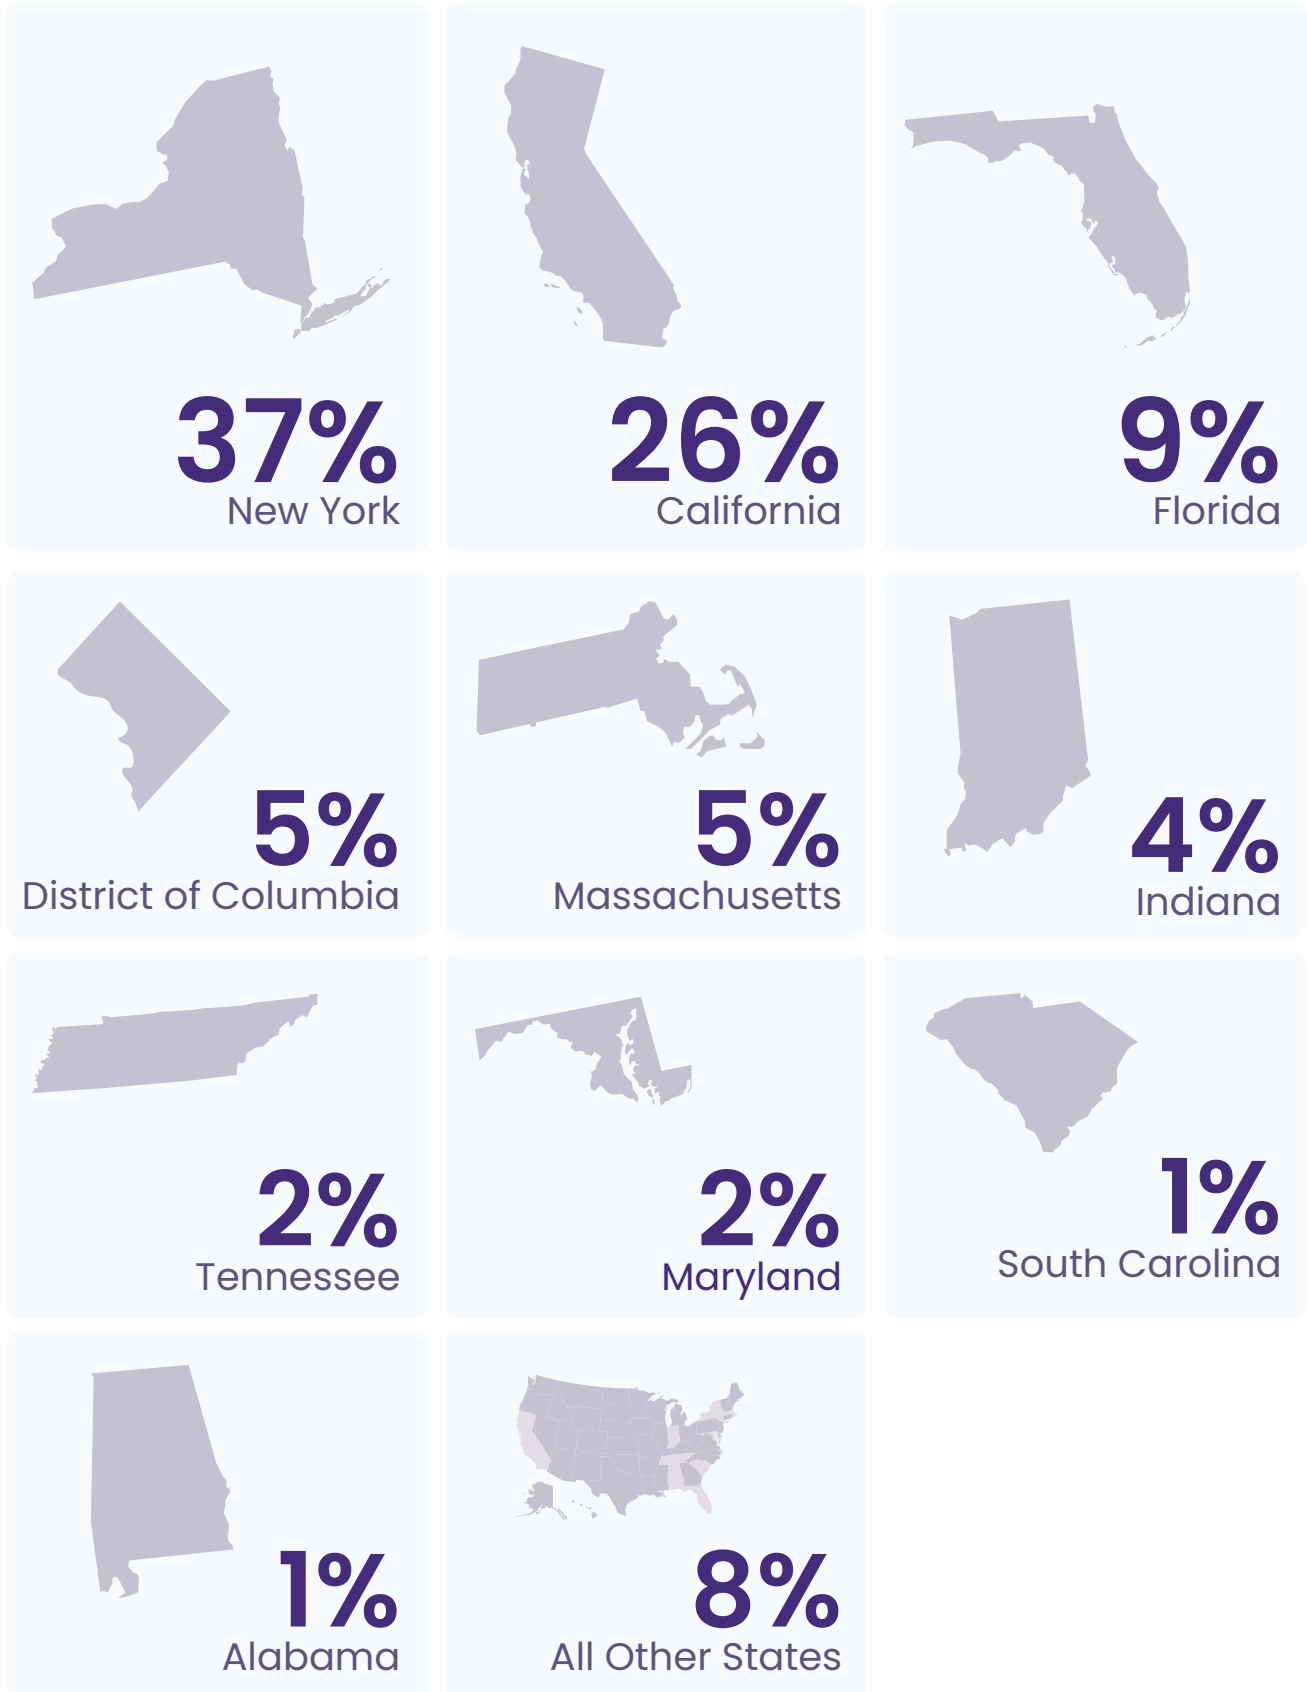 37%
New York
26%
California
9%
Florida
5%
District of Columbia
5%
Massachusetts
4%
Indiana
2%
Tennessee
2%
Maryland
1%
South Carolina
1%
Alabama
8%
All Other States